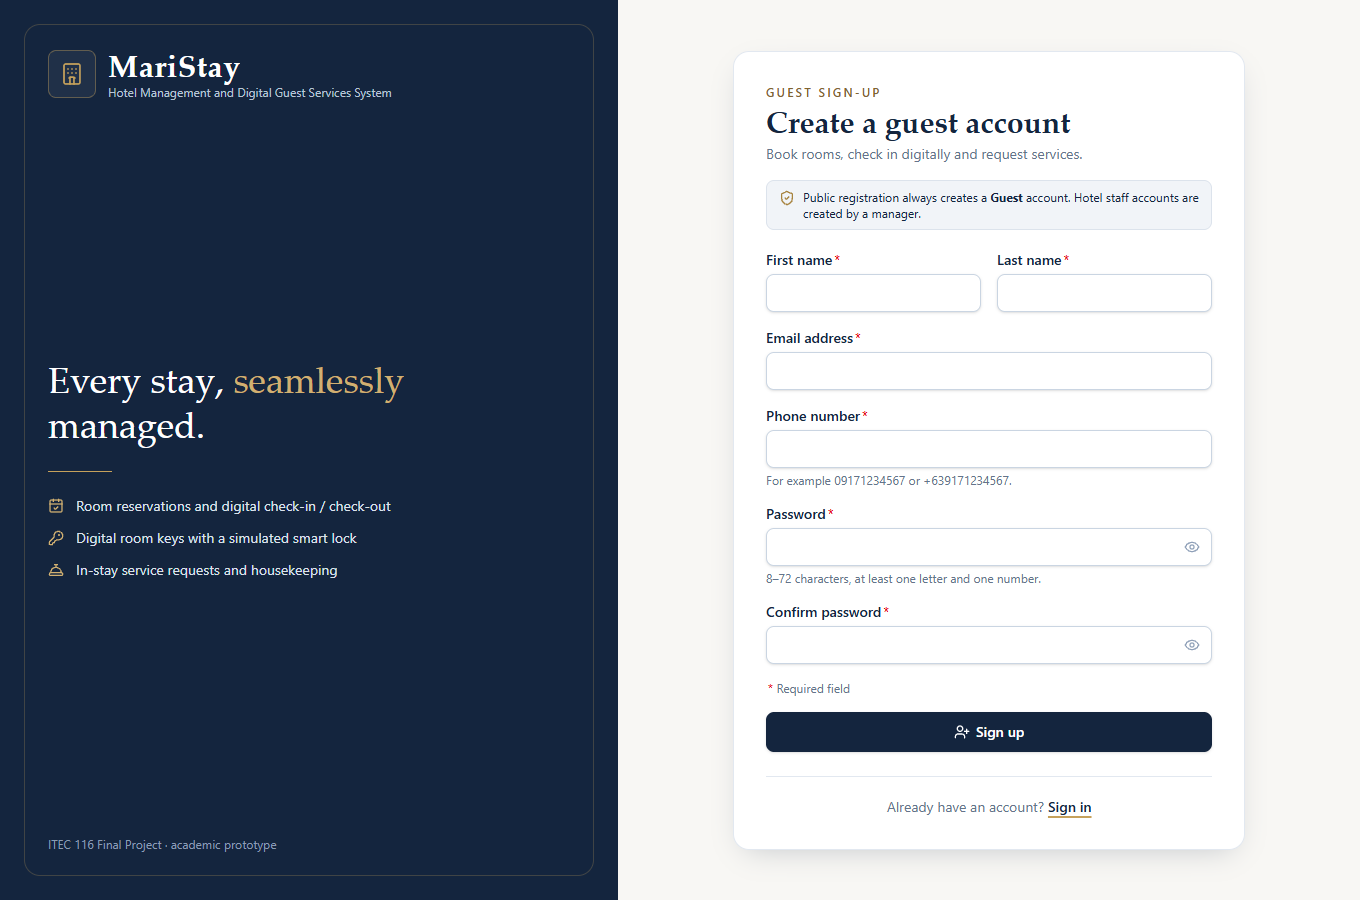 MariStay
Hotel Management and Digital Guest Services System
Every stay, seamlessly
managed.
Room reservations and digital check-in / check-out
Digital room keys with a simulated smart lock
In-stay service requests and housekeeping
ITEC 116 Final Project · academic prototype
GUEST SIGN-UP
Create a guest account
Book rooms, check in digitally and request services.
Public registration always creates a Guest account. Hotel staff accounts are
created by a manager.
First name *
Last name *
Email address *
Phone number *
For example 09171234567 or +639171234567.
Password *
8–72 characters, at least one letter and one number.
Confirm password *
* Required field
Sign up
Already have an account? Sign in